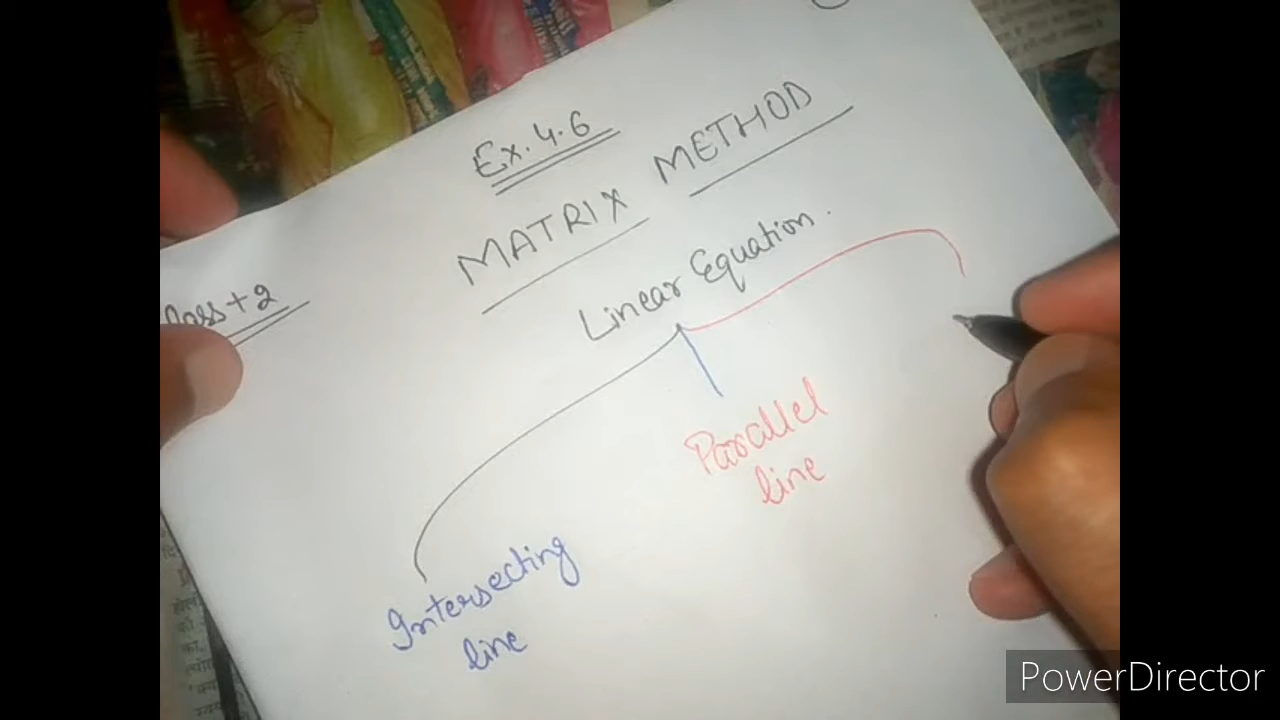 Ex. 4.6
MATRIX METHOD
Class +2
Linear Equation.
Parallel
line
Intersecting
line
PowerDirector